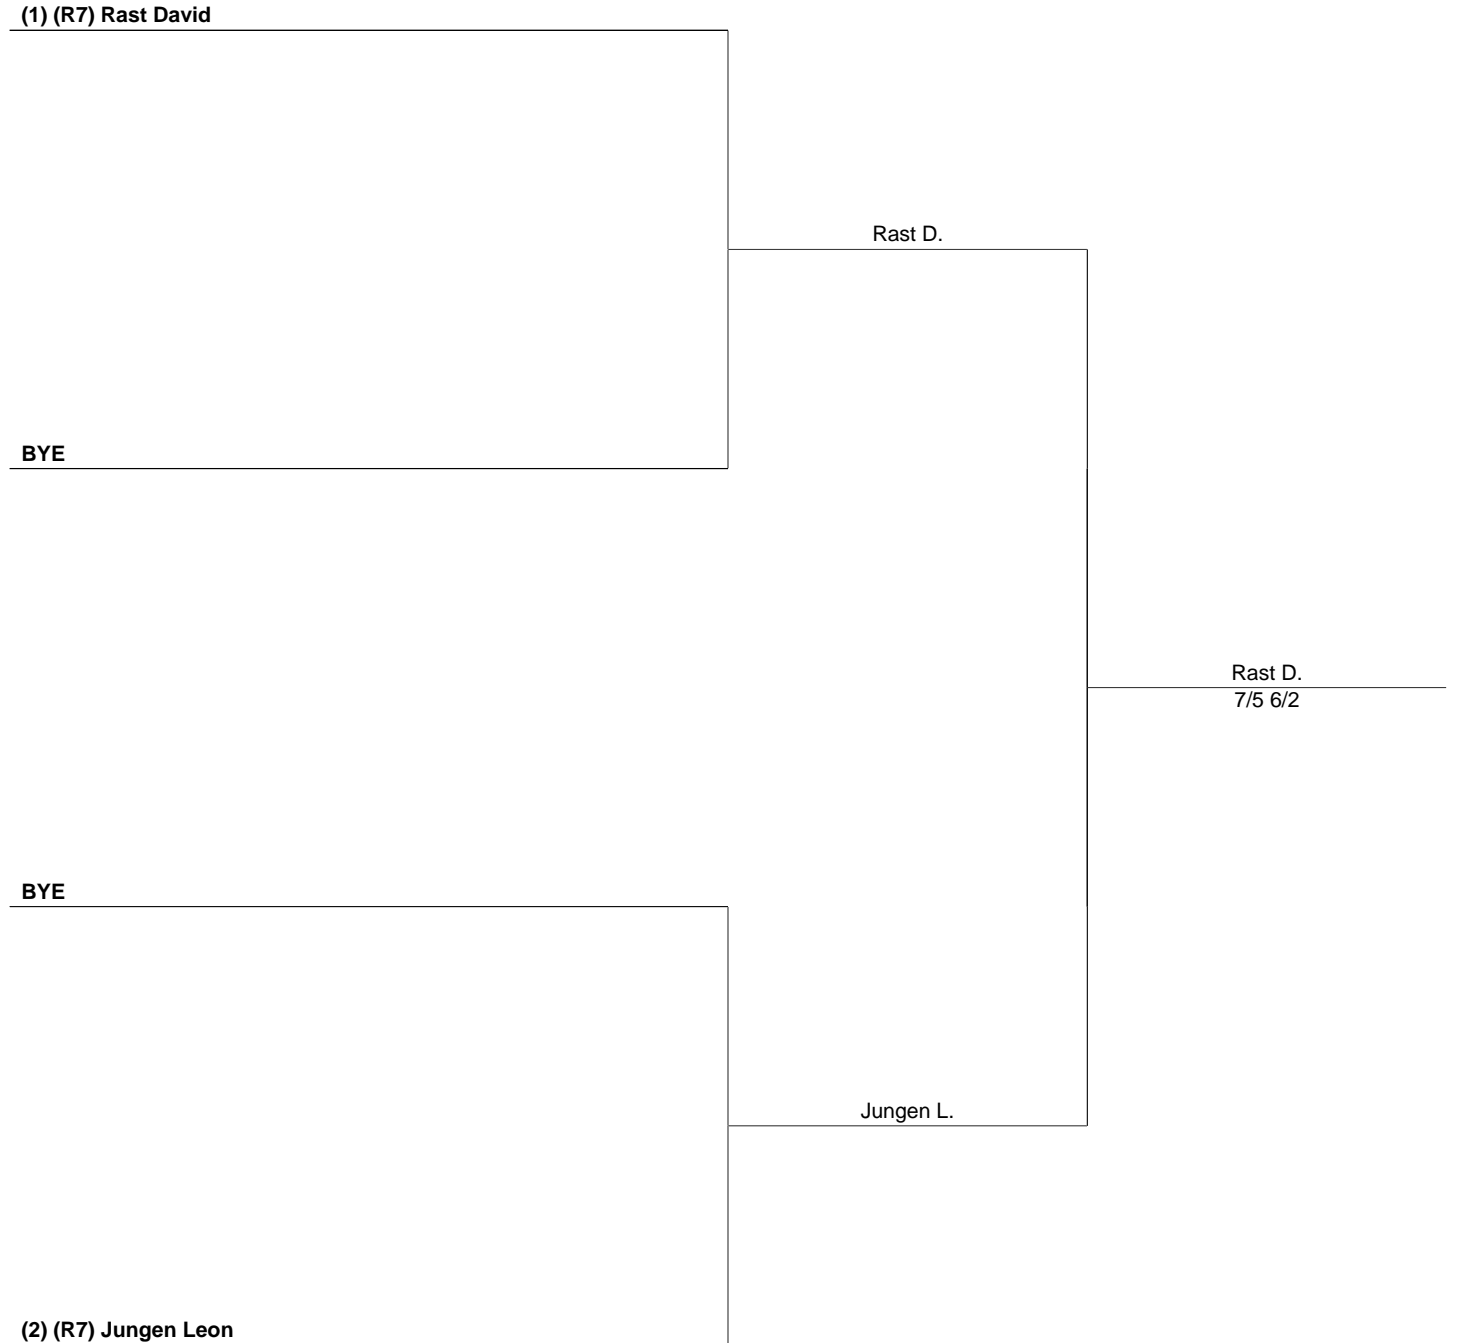 (1) (R7) Rast David
Rast D.
BYE
Rast D.
7/5 6/2
BYE
Jungen L.
(2) (R7) Jungen Leon